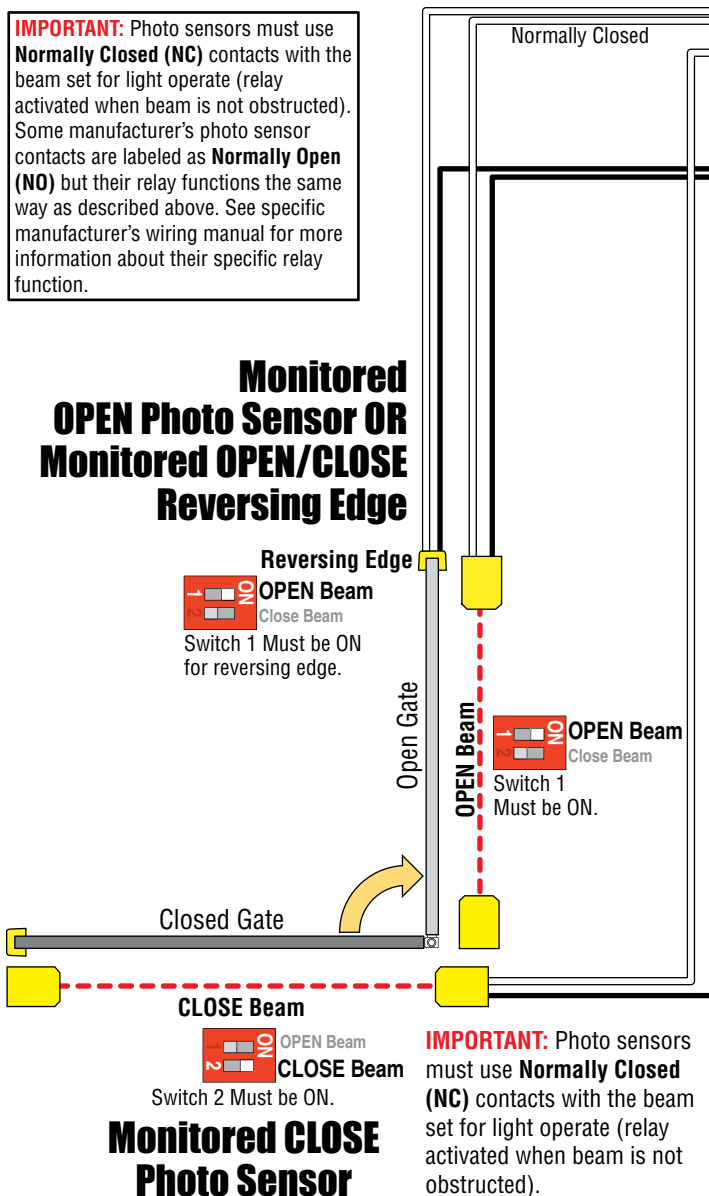 IMPORTANT: Photo sensors must use
Normally Closed (NC) contacts with the
beam set for light operate (relay
activated when beam is not obstructed).
Some manufacturer's photo sensor
contacts are labeled as Normally Open
(NO) but their relay functions the same
way as described above. See specific
manufacturer's wiring manual for more
information about their specific relay
function.
Normally Closed
Monitored
OPEN Photo Sensor OR
Monitored OPEN/CLOSE
Reversing Edge
Reversing Edge
1
2
ON
OPEN Beam
Close Beam
Switch 1 Must be ON
for reversing edge.
Open Gate
OPEN Beam
1
2
ON
OPEN Beam
Close Beam
Switch 1
Must be ON.
Closed Gate
CLOSE Beam
1
2
ON
OPEN Beam
CLOSE Beam
Switch 2 Must be ON.
Monitored CLOSE
Photo Sensor
IMPORTANT: Photo sensors
must use Normally Closed
(NC) contacts with the beam
set for light operate (relay
activated when beam is not
obstructed).